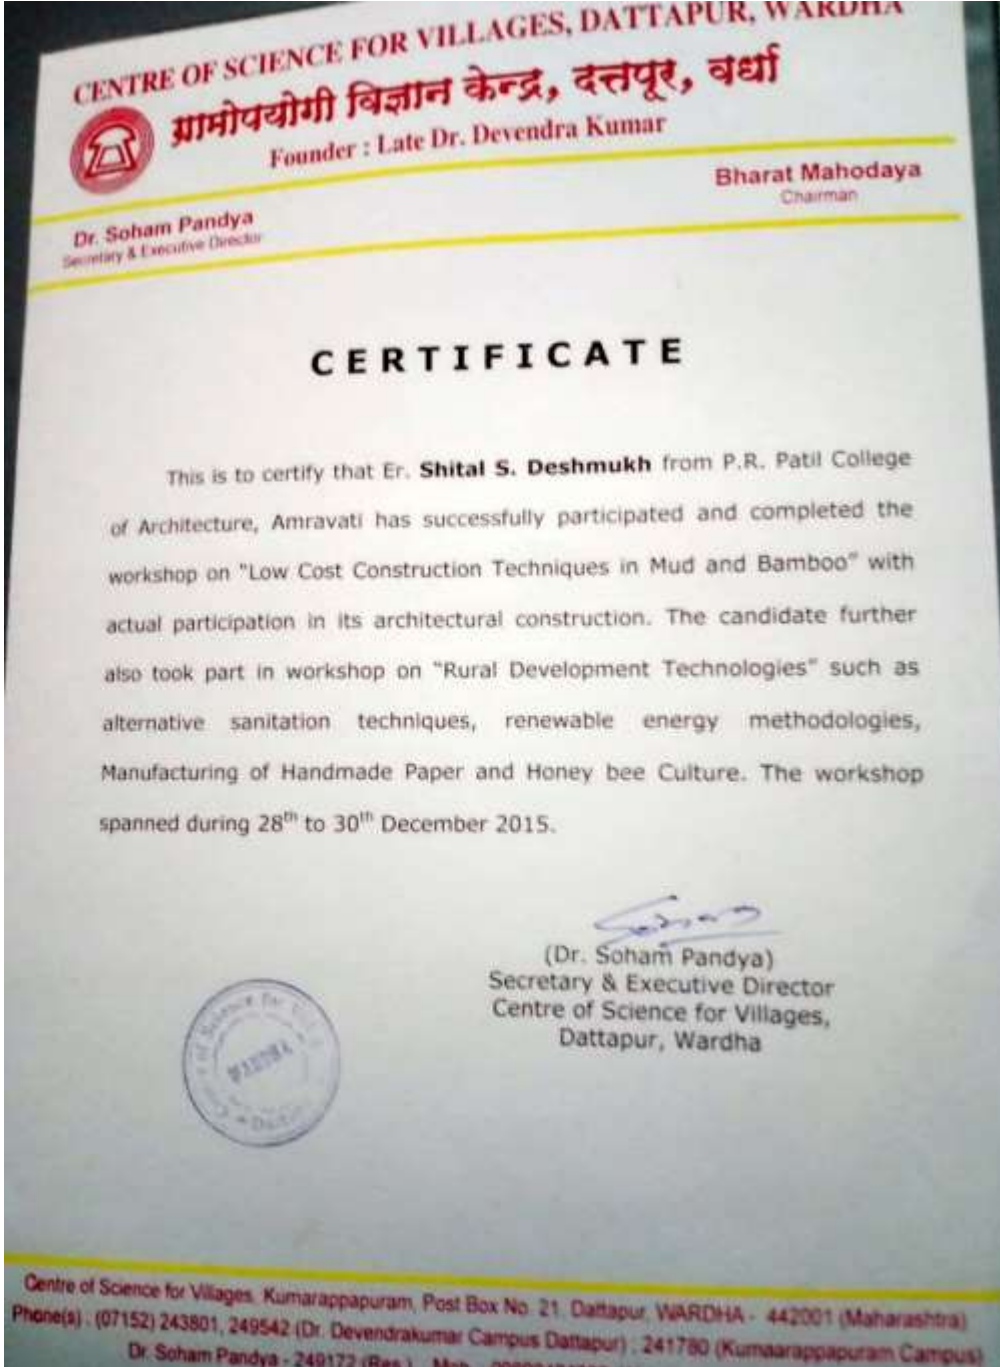 CENTRE OF SCIENCE FOR VILLAGES, DATTAPUR, WARDHA
ग्रामोपयोगी विज्ञान केन्द्र, दत्तपूर, वर्धा
Founder : Late Dr. Devendra Kumar
Bharat Mahodaya
Chairman
Dr. Soham Pandya
Secretary & Executive Director
CERTIFICATE
This is to certify that Er. Shital S. Deshmukh from P.R. Patil College
of Architecture, Amravati has successfully participated and completed the
workshop on "Low Cost Construction Techniques in Mud and Bamboo" with
actual participation in its architectural construction. The candidate further
also took part in workshop on "Rural Development Technologies" such as
alternative sanitation techniques, renewable energy methodologies,
Manufacturing of Handmade Paper and Honey bee Culture. The workshop
spanned during 28th to 30th December 2015.
(Dr. Soham Pandya)
Secretary & Executive Director
Centre of Science for Villages,
Dattapur, Wardha
WARDHA
Centre of Science for Villages, Kumarappapuram, Post Box No. 21, Dattapur, WARDHA - 442001 (Maharashtra)
Phone(s) : (07152) 243801, 249542 (Dr. Devendrakumar Campus Dattapur) : 241780 (Kumaarappapuram Campus)
Dr. Soham Pandya - 249172 (Res.)